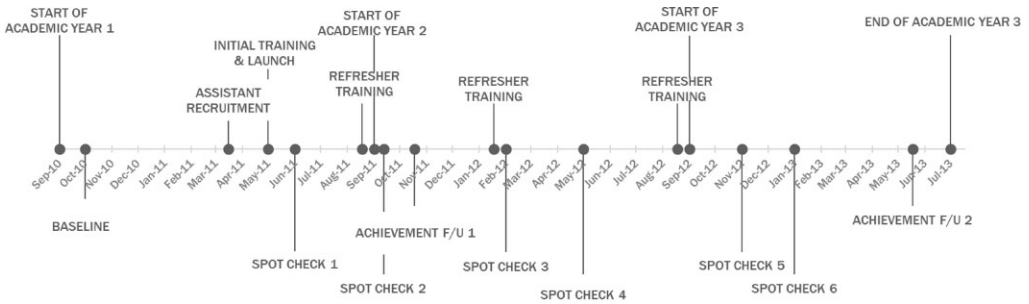 START OF
ACADEMIC YEAR 1
INITIAL TRAINING
& LAUNCH
ASSISTANT
RECRUITMENT
START OF
ACADEMIC YEAR 2
REFRESHER
TRAINING
REFRESHER
TRAINING
START OF
ACADEMIC YEAR 3
REFRESHER
TRAINING
END OF ACADEMIC YEAR 3
Sep-10
Oct-10
Nov-10
Dec-10
Jan-11
Feb-11
Mar-11
Apr-11
May-11
Jun-11
Jul-11
Aug-11
Sep-11
Oct-11
Nov-11
Dec-11
Jan-12
Feb-12
Mar-12
Apr-12
May-12
Jun-12
Jul-12
Aug-12
Sep-12
Oct-12
Nov-12
Dec-12
Jan-13
Feb-13
Mar-13
Apr-13
May-13
Jun-13
Jul-13
BASELINE
SPOT CHECK 1
ACHIEVEMENT F/U 1
SPOT CHECK 2
SPOT CHECK 3
SPOT CHECK 4
SPOT CHECK 5
SPOT CHECK 6
ACHIEVEMENT F/U 2